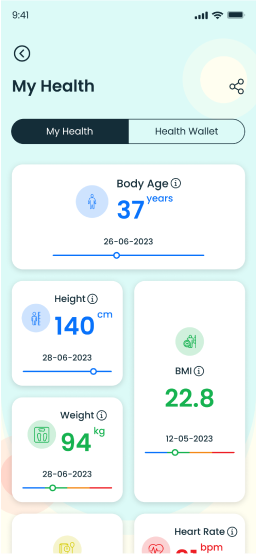 9:41
My Health
My Health Health Wallet
Body Age
37 years
26-06-2023
Height
140 cm
28-06-2023
Weight
94 kg
28-06-2023
BMI
22.8
12-05-2023
Heart Rate
bpm